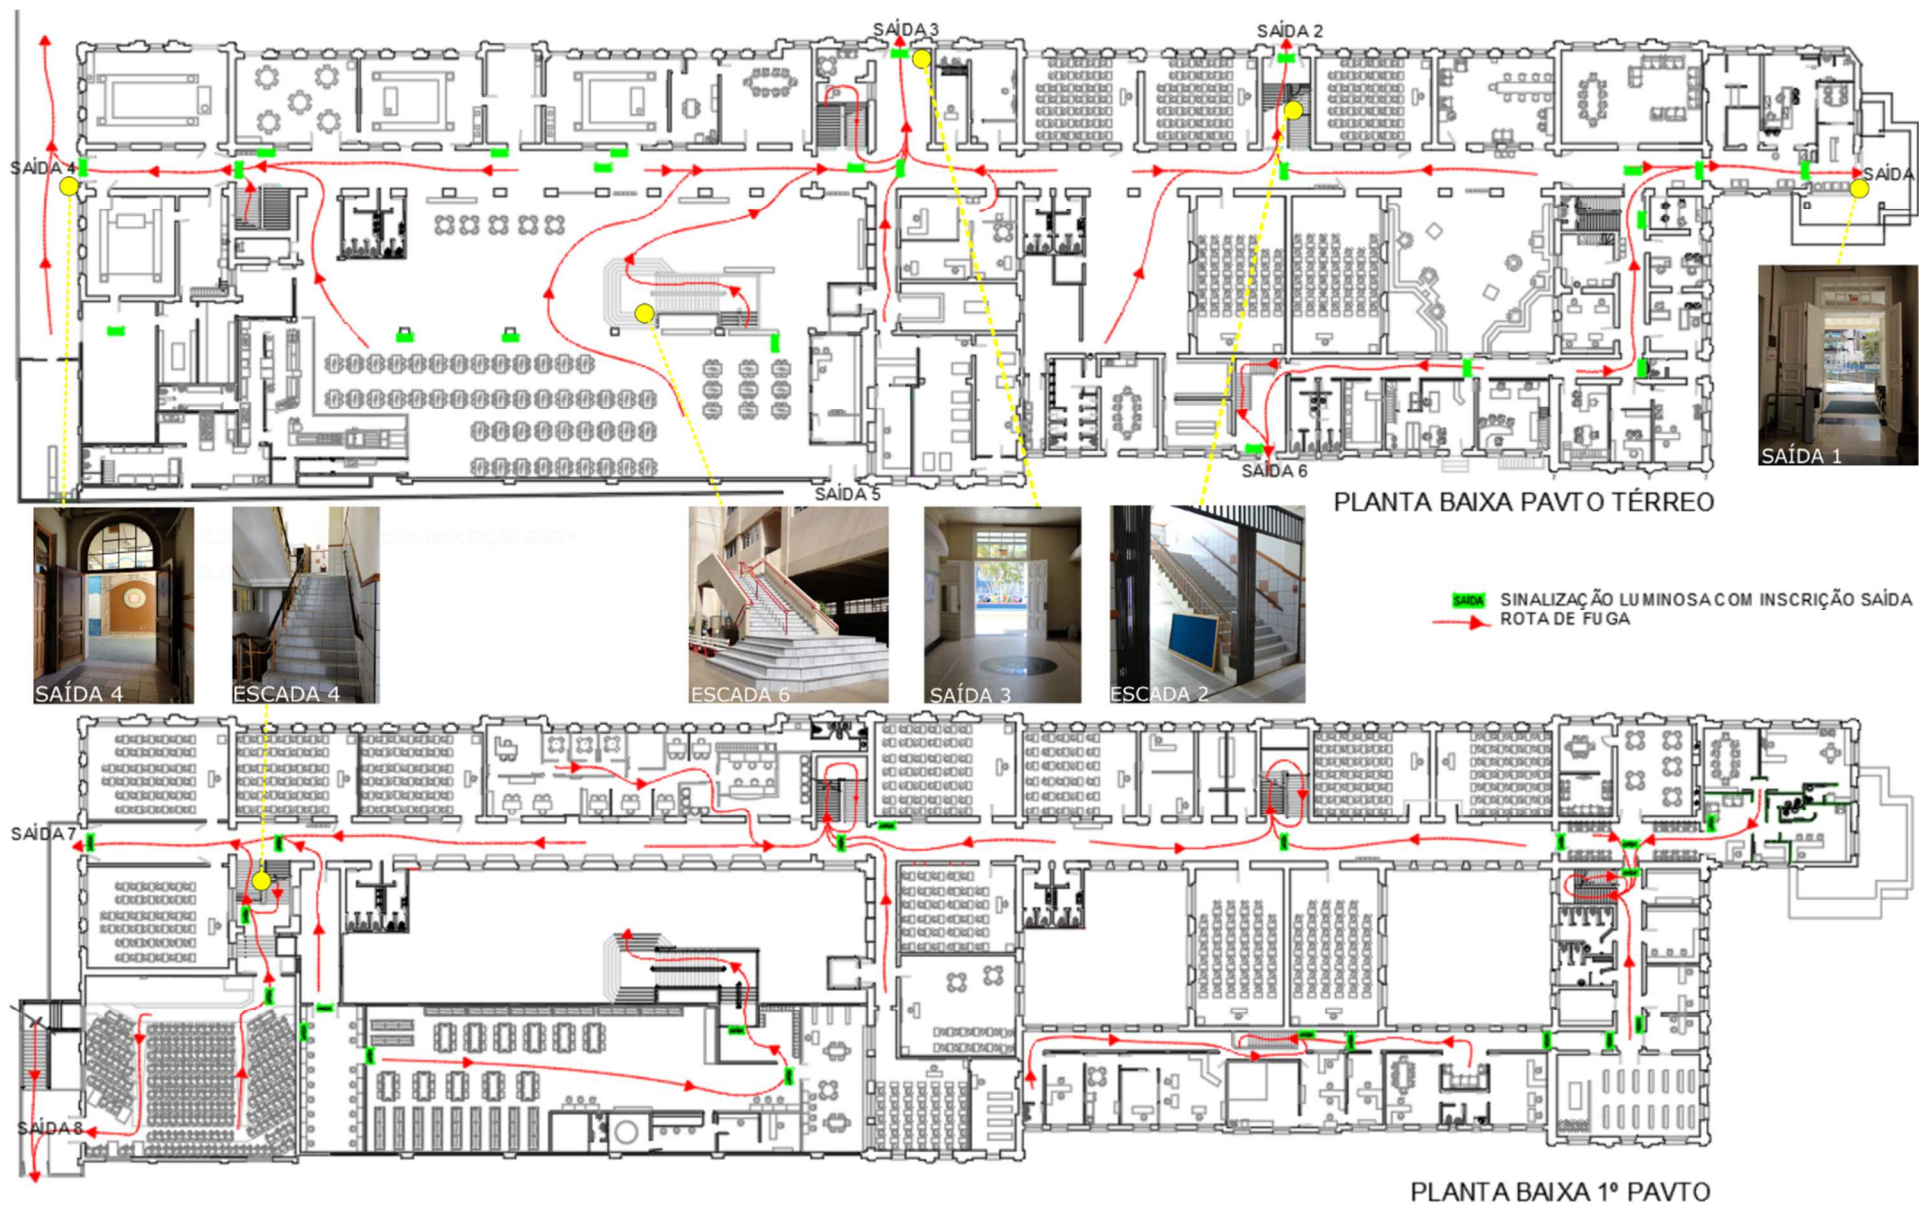 SAÍDA 3
SAÍDA 2
SAÍDA 4
SAÍDA
SAÍDA 1
SAÍDA 6
SAÍDA 5
PLANTA BAIXA PAVTO TÉRREO
SAÍDA 4
ESCADA 4
ESCADA 6
SAÍDA 3
ESCADA 2
SAIDA SINALIZAÇÃO LUMINOSA COM INSCRIÇÃO SAÍDA
ROTA DE FUGA
SAÍDA 7
SAÍDA 8
PLANTA BAIXA 1º PAVTO